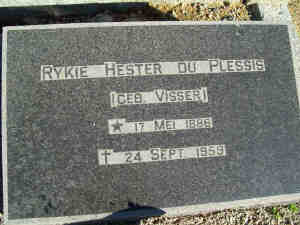 RYKIE HESTER DU PLESSIS
(GEB. VISSER)
★ 17 MEI 1886
† 24 SEPT. 1959